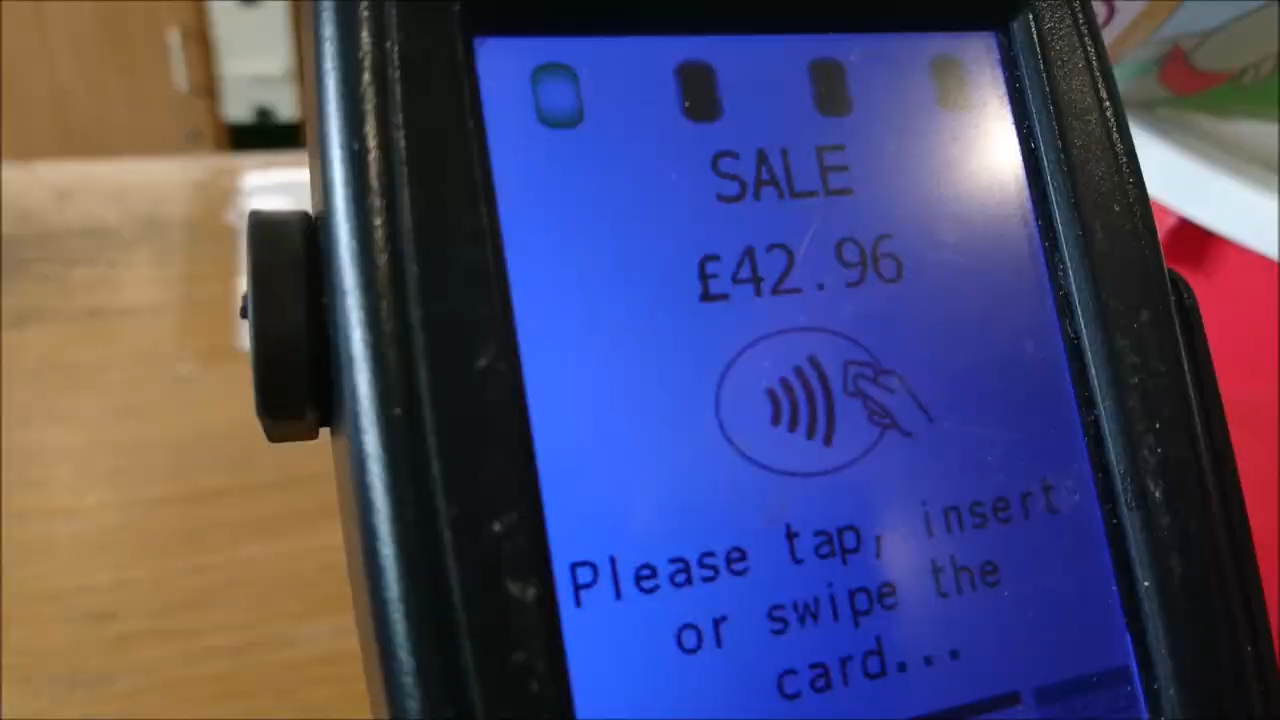 SALE
£42.96
Please tap, insert
or swipe the
card...